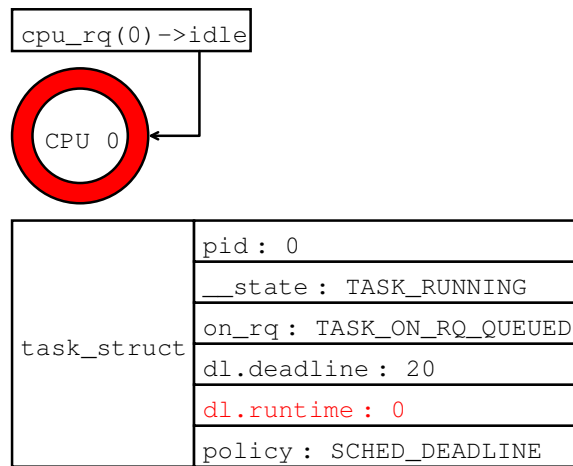 cpu_rq(0)->idle
CPU 0
task_struct
pid: 0
__state: TASK_RUNNING
on_rq: TASK_ON_RQ_QUEUED
dl.deadline: 20
dl.runtime: 0
policy: SCHED_DEADLINE